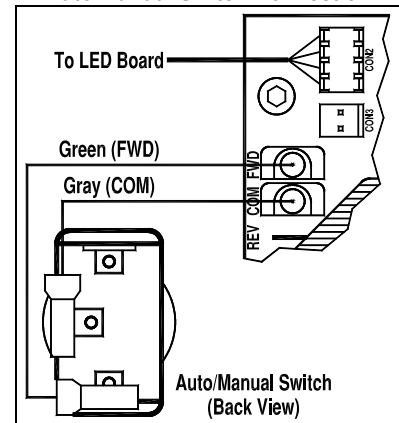 To LED Board
CON2
CON3
Green (FWD)
FWD
Gray (COM)
COM
REV
Auto/Manual Switch
(Back View)